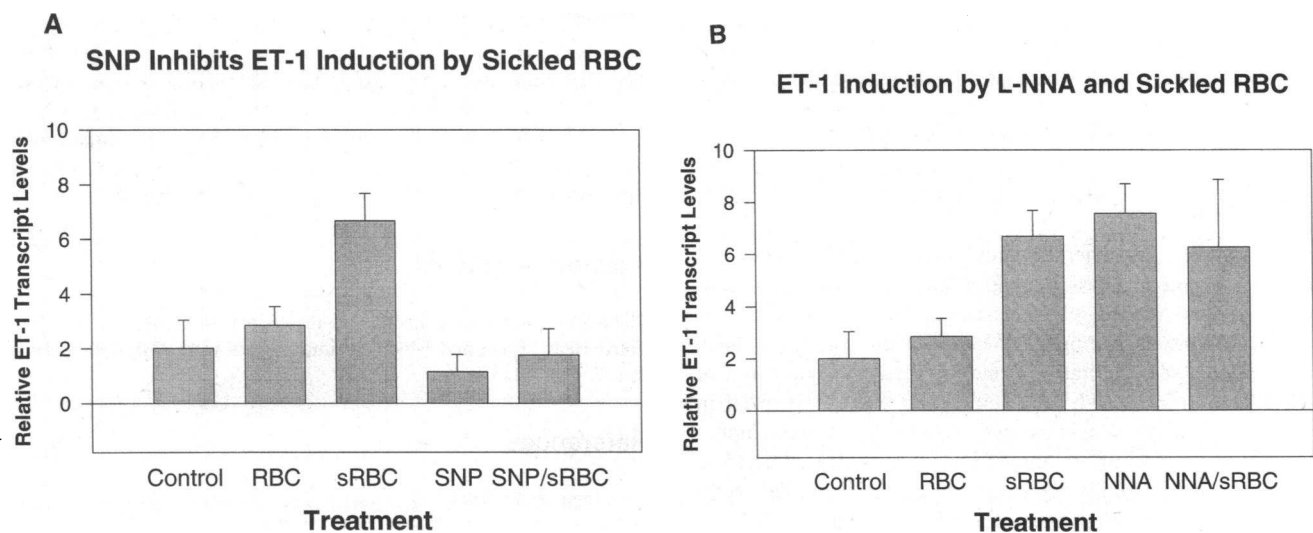 A
SNP Inhibits ET-1 Induction by Sickled RBC
Relative ET-1 Transcript Levels
10
8
6
4
2
0
Control RBC sRBC SNP SNP/sRBC
Treatment
B
ET-1 Induction by L-NNA and Sickled RBC
Relative ET-1 Transcript Levels
10
8
6
4
2
0
Control RBC sRBC NNA NNA/sRBC
Treatment